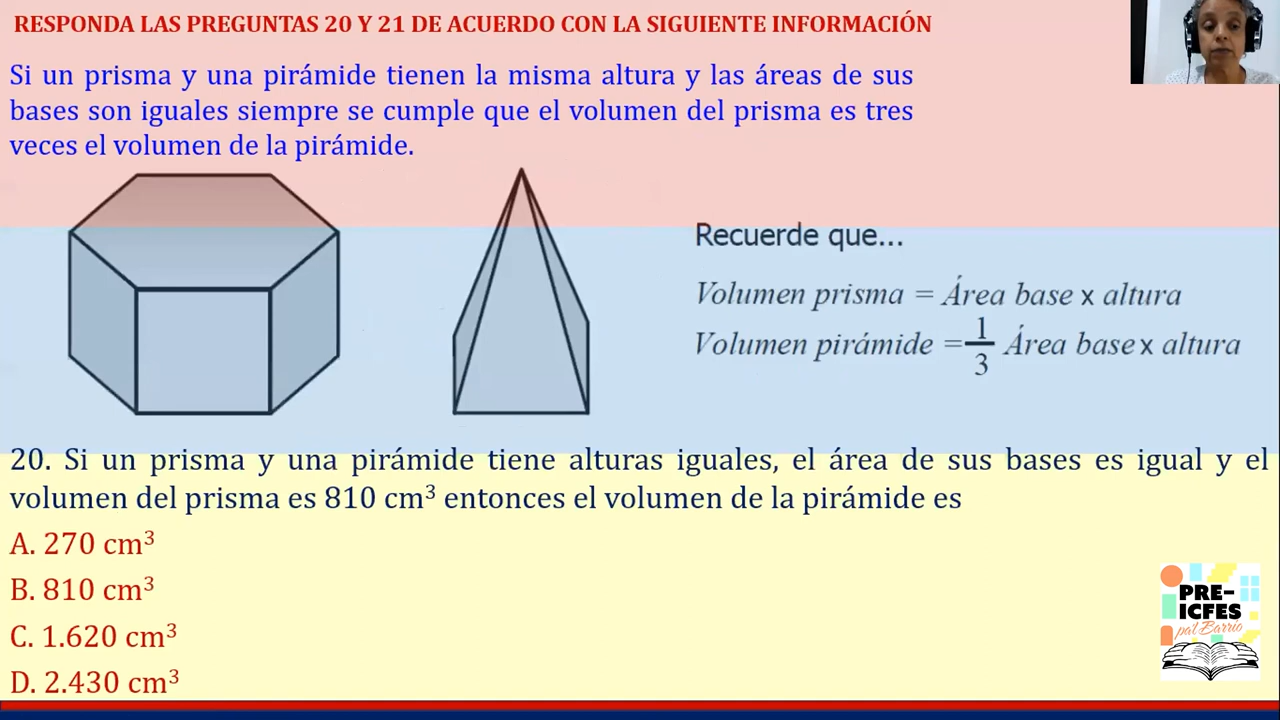 RESPONDA LAS PREGUNTAS 20 Y 21 DE ACUERDO CON LA SIGUIENTE INFORMACIÓN
Si un prisma y una pirámide tienen la misma altura y las áreas de sus
bases son iguales siempre se cumple que el volumen del prisma es tres
veces el volumen de la pirámide.
Recuerde que...
Volumen prisma = Área base x altura
Volumen pirámide = 1/3 Área base x altura
20. Si un prisma y una pirámide tiene alturas iguales, el área de sus bases es igual y el
volumen del prisma es 810 cm³ entonces el volumen de la pirámide es
A. 270 cm³
B. 810 cm³
C. 1.620 cm³
D. 2.430 cm³
PRE-
ICFES
pa'l Barrio